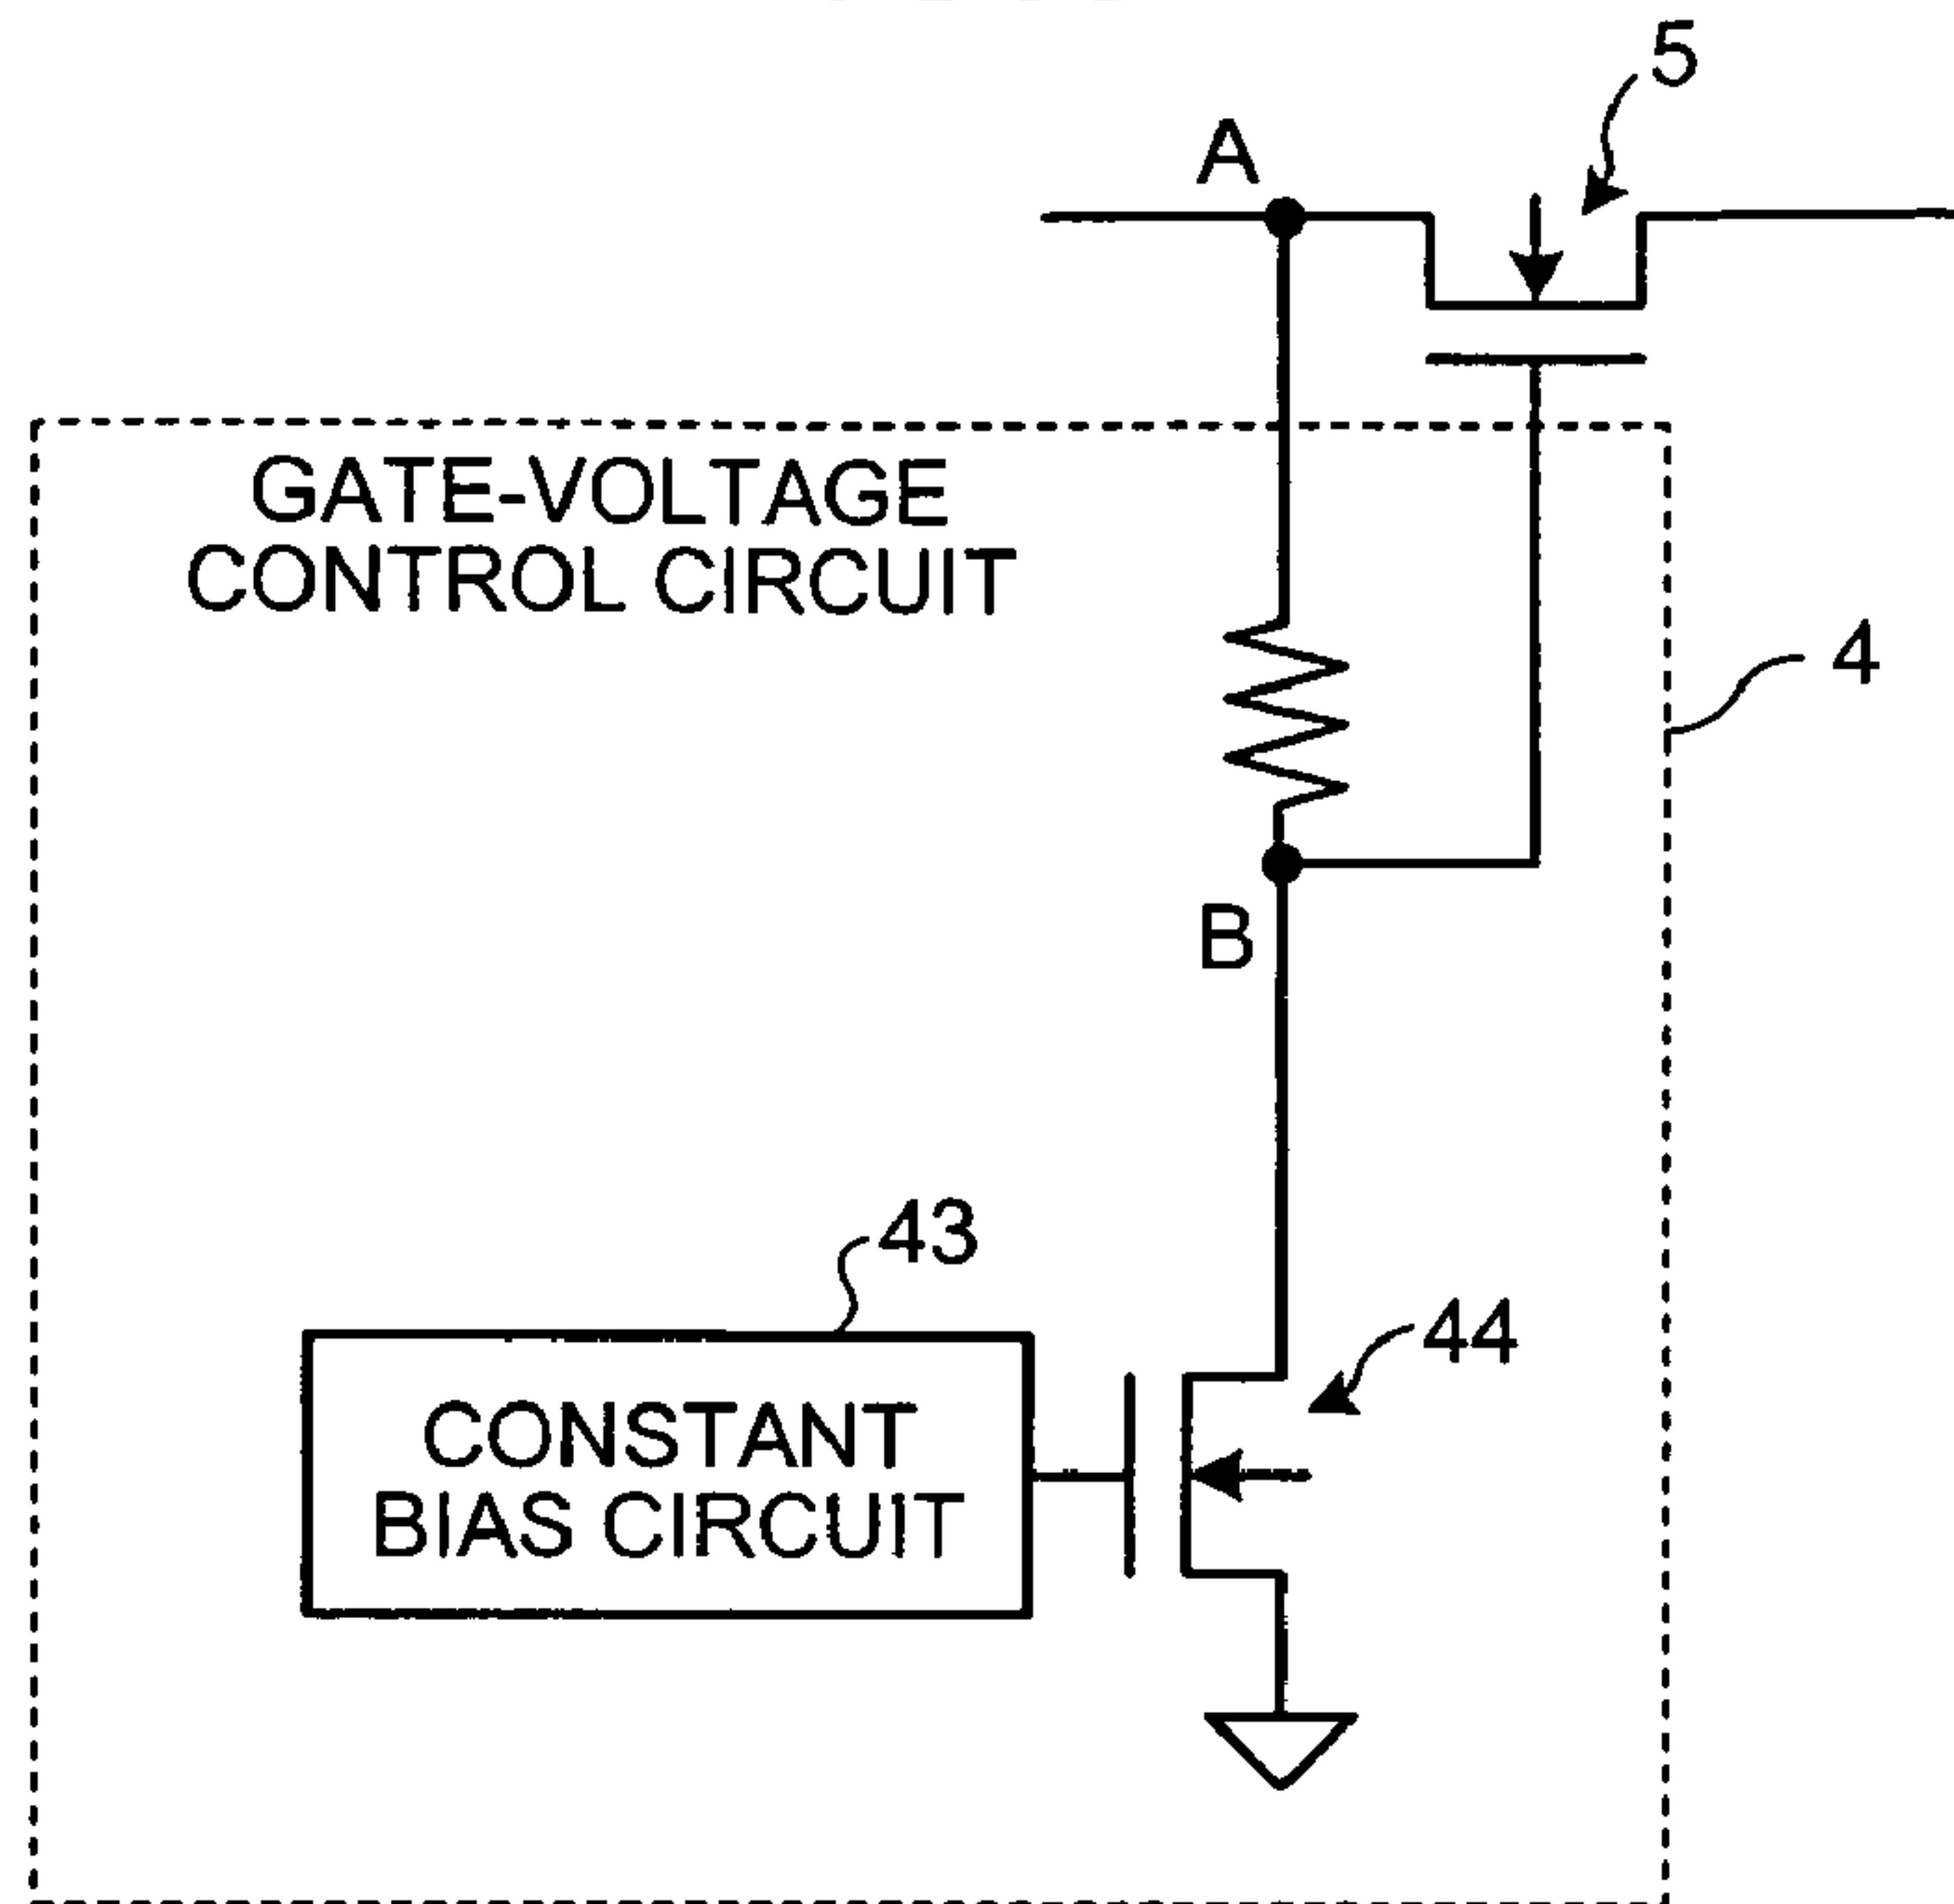 5
A
GATE-VOLTAGE
CONTROL CIRCUIT
4
B
43
44
CONSTANT
BIAS CIRCUIT